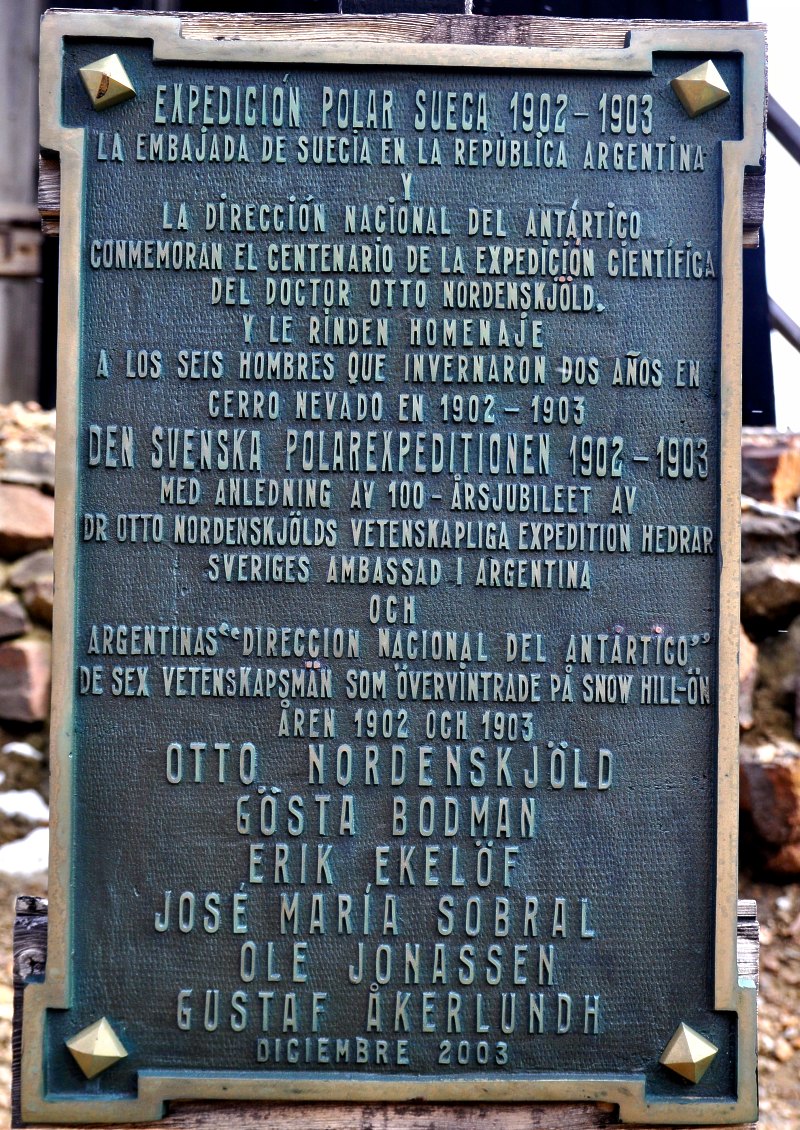 EXPEDICIÓN POLAR SUECA 1902 - 1903
LA EMBAJADA DE SUECIA EN LA REPÚBLICA ARGENTINA
Y
LA DIRECCIÓN NACIONAL DEL ANTÁRTICO
CONMEMORAN EL CENTENARIO DE LA EXPEDICIÓN CIENTÍFICA
DEL DOCTOR OTTO NORDENSKJÖLD,
Y LE RINDEN HOMENAJE
A LOS SEIS HOMBRES QUE INVERNARON DOS AÑOS EN
CERRO NEVADO EN 1902 - 1903
DEN SVENSKA POLAREXPEDITIONEN 1902 - 1903
MED ANLEDNING AV 100 - ÅRSJUBILEET AV
DR OTTO NORDENSKJÖLDS VETENSKAPLIGA EXPEDITION HEDRAR
SVERIGES AMBASSAD I ARGENTINA
OCH
ARGENTINAS "DIRECCION NACIONAL DEL ANTÁRTICO"
DE SEX VETENSKAPSMÄN SOM ÖVERVINTRADE PÅ SNOW HILL-ÖN
ÅREN 1902 OCH 1903
OTTO NORDENSKJÖLD
GÖSTA BODMAN
ERIK EKELÖF
JOSÉ MARÍA SOBRAL
OLE JONASSEN
GUSTAF ÅKERLUNDH
DICIEMBRE 2003